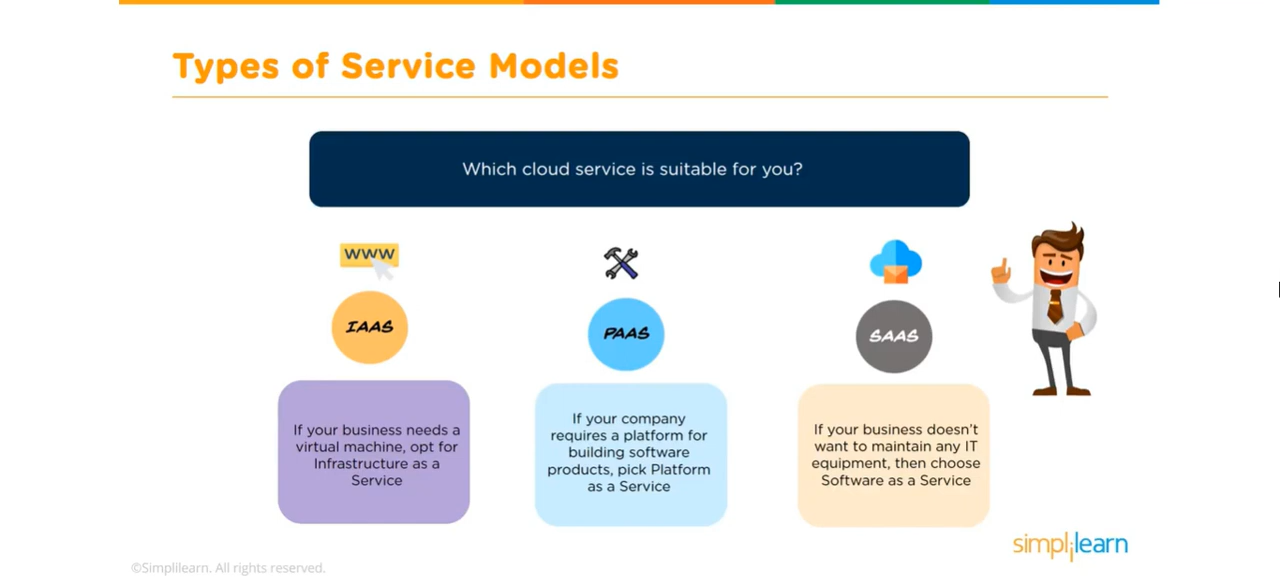 Types of Service Models
Which cloud service is suitable for you?
WWW
IAAS
PAAS
SAAS
If your business needs a
virtual machine, opt for
Infrastructure as a
Service
If your company
requires a platform for
building software
products, pick Platform
as a Service
If your business doesn't
want to maintain any IT
equipment, then choose
Software as a Service
simplilearn
©Simplilearn. All rights reserved.